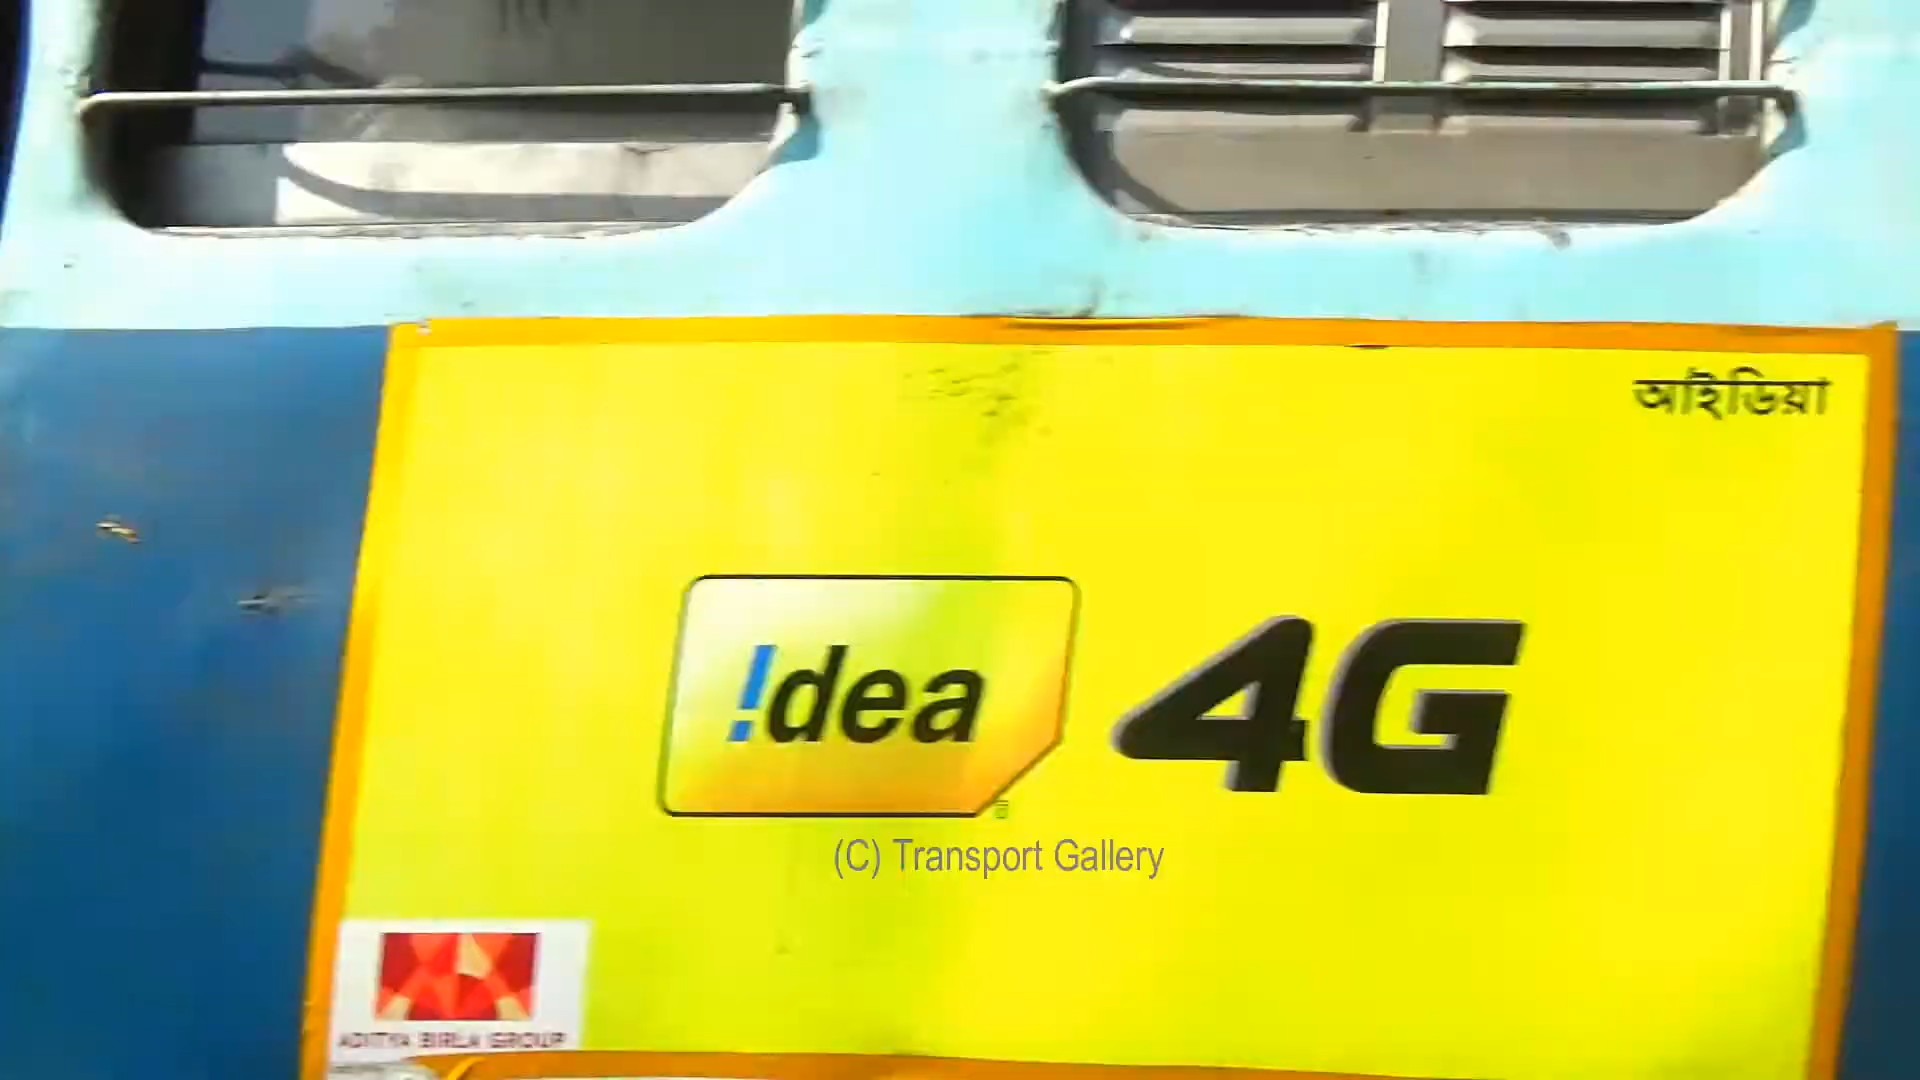 আইডিয়া
!dea 4G
(C) Transport Gallery
ADITYA BIRLA GROUP